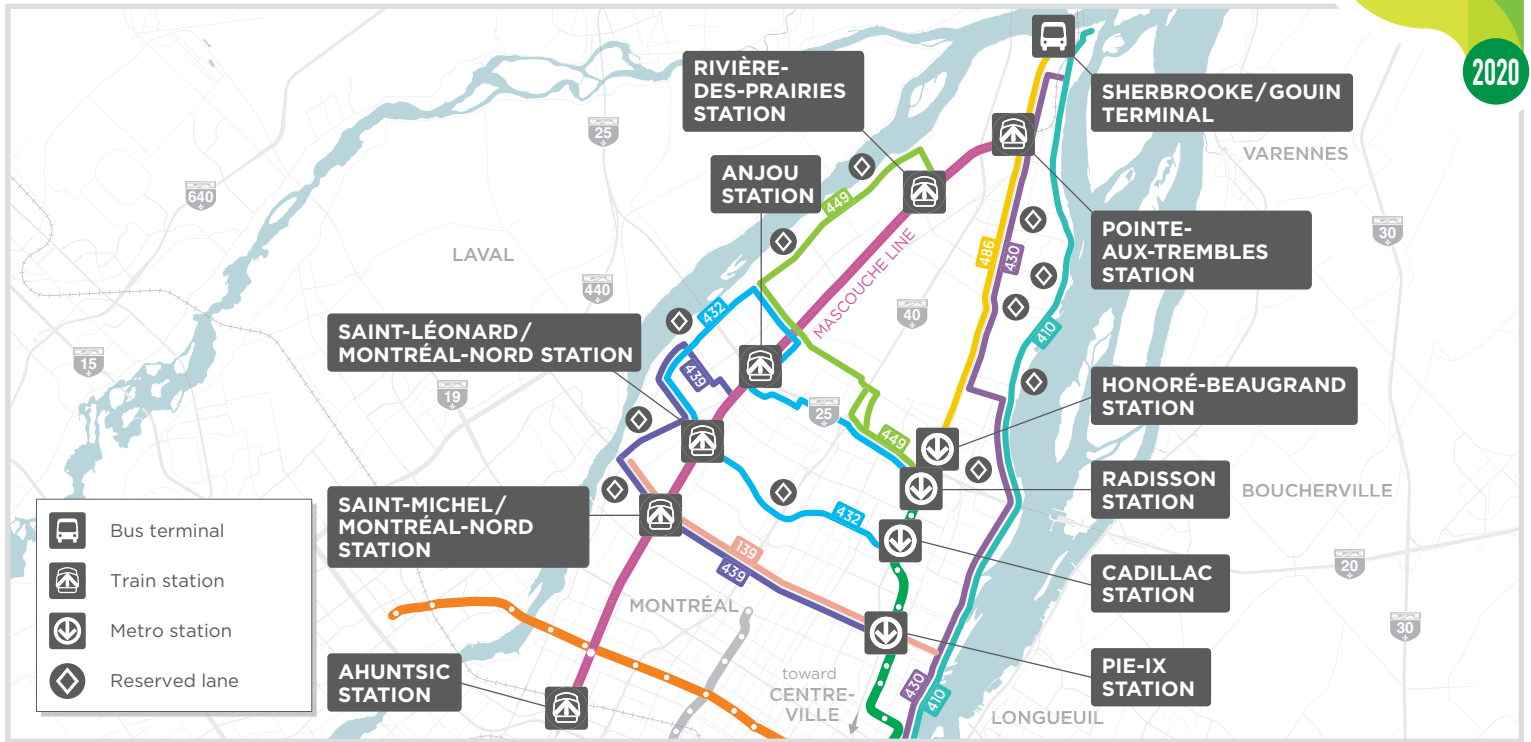 2020
RIVIÈRE-
DES-PRAIRIES
STATION
SHERBROOKE/GOUIN
TERMINAL
25
VARENNES
ANJOU
STATION
640
449
POINTE-
AUX-TREMBLES
STATION
30
486
430
LAVAL
440
MASCOUCHE LINE
40
432
410
SAINT-LÉONARD/
MONTRÉAL-NORD STATION
15
439
19
25
HONORÉ-BEAUGRAND
STATION
449
RADISSON
STATION
BOUCHERVILLE
SAINT-MICHEL/
MONTRÉAL-NORD
STATION
432
139
439
CADILLAC
STATION
20
Bus terminal
Train station
Metro station
Reserved lane
MONTRÉAL
30
AHUNTSIC
STATION
toward
CENTRE-
VILLE
PIE-IX
STATION
430
410
LONGUEUIL